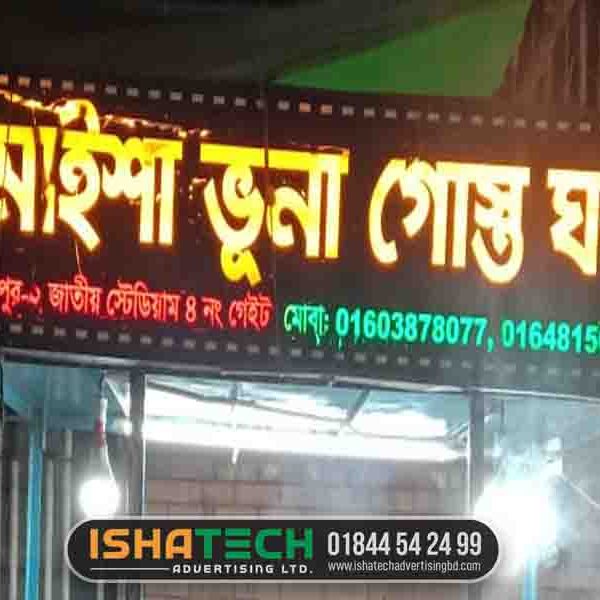 মাইশা ভূনা গোস্ত ঘ
পুর-২ জাতীয় স্টেডিয়াম ৪ নং গেইট মোবা: 01603878077, 0164815
ISHATECH
ADVERTISING LTD.
01844 54 24 99
www.ishatechadvertisingbd.com